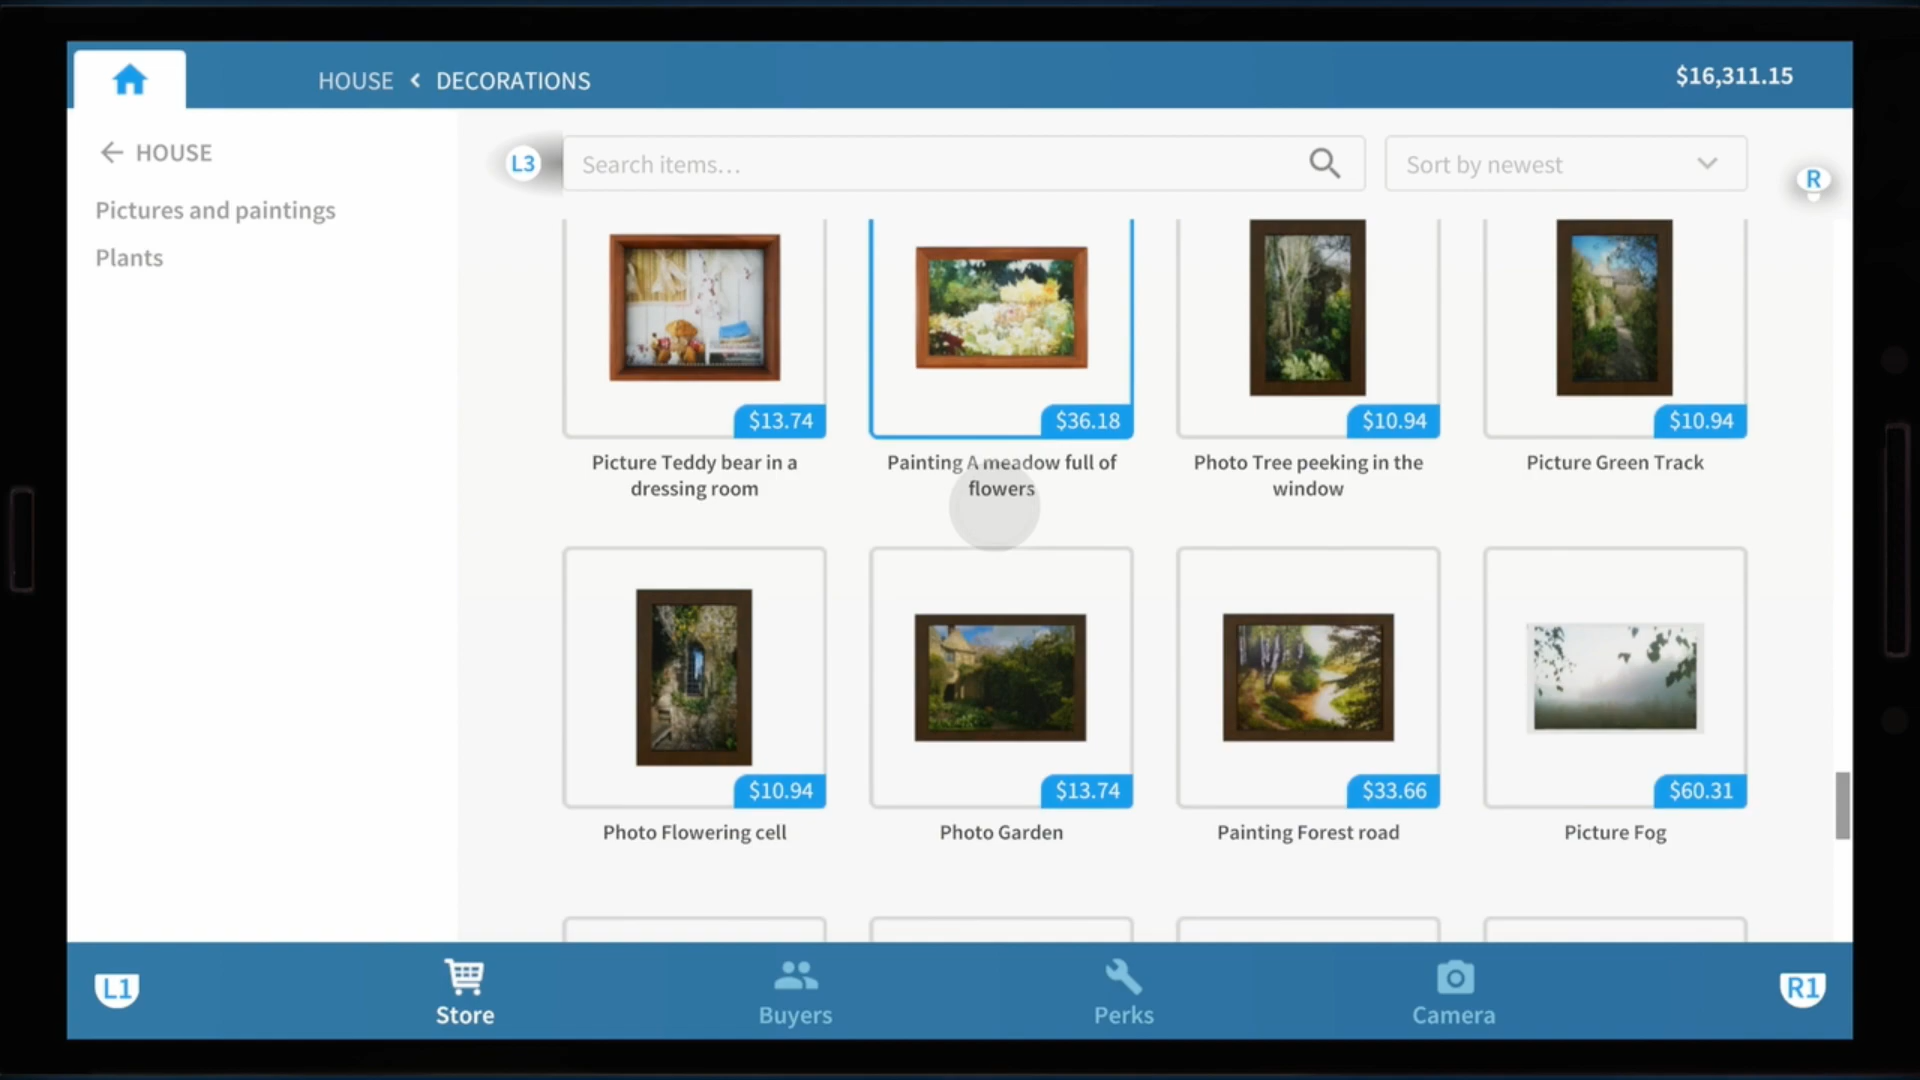 HOUSE < DECORATIONS
$16,311.15
← HOUSE
Pictures and paintings
Plants
L3
Search items...
Sort by newest
R
$13.74
$36.18
$10.94
$10.94
Picture Teddy bear in a
dressing room
Painting A meadow full of
flowers
Photo Tree peeking in the
window
Picture Green Track
$10.94
$13.74
$33.66
$60.31
Photo Flowering cell
Photo Garden
Painting Forest road
Picture Fog
L1
Store
Buyers
Perks
Camera
R1